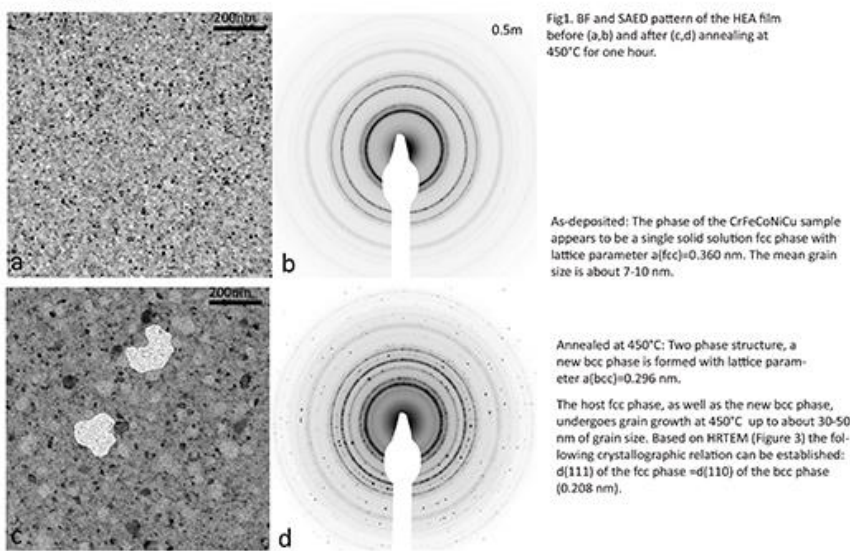 200nm
0.5m
Fig1. BF and SAED pattern of the HEA film
before (a,b) and after (c,d) annealing at
450°C for one hour.
a
b
As-deposited: The phase of the CrFeCoNiCu sample
appears to be a single solid solution fcc phase with
lattice parameter a(fcc)=0.360 nm. The mean grain
size is about 7-10 nm.
200nm
Annealed at 450°C: Two phase structure, a
new bcc phase is formed with lattice param-
eter a(bcc)=0.296 nm.
The host fcc phase, as well as the new bcc phase,
undergoes grain growth at 450°C up to about 30-50
nm of grain size. Based on HRTEM (Figure 3) the fol-
lowing crystallographic relation can be established:
d(111) of the fcc phase =d(110) of the bcc phase
(0.208 nm).
c
d